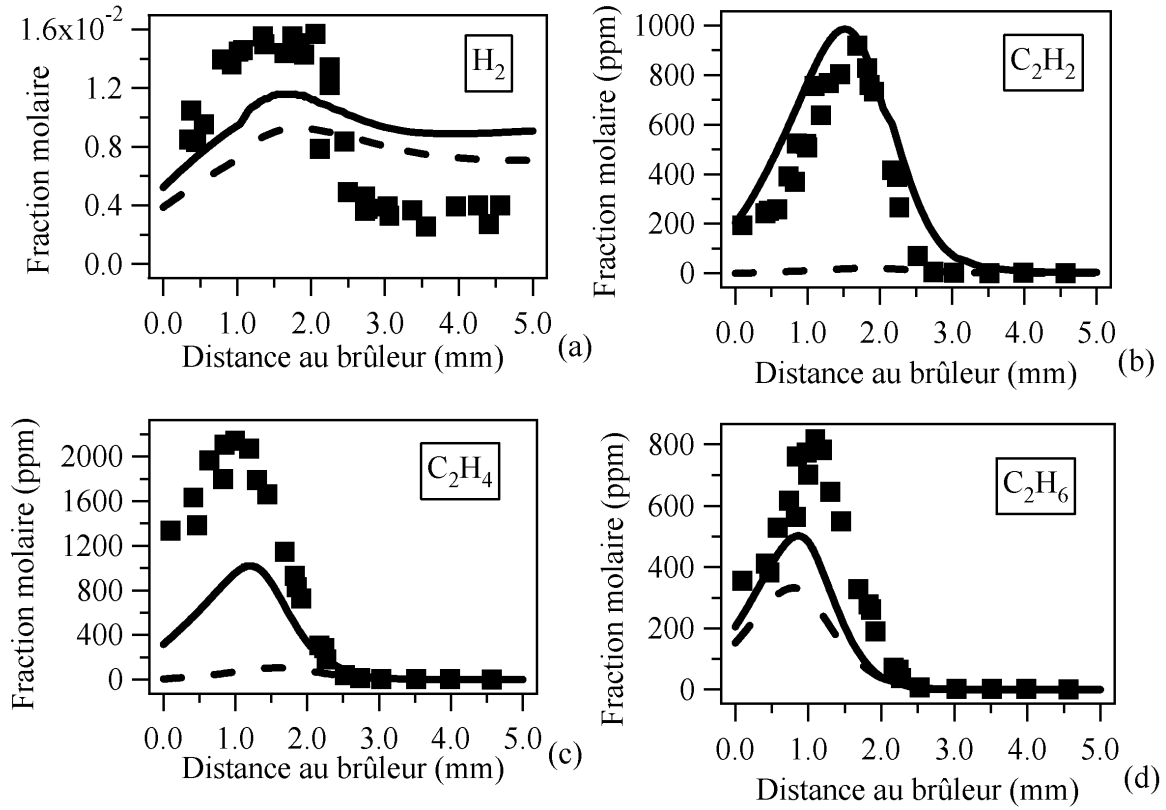 1.6x10-2
1.2
0.8
0.4
0.0
Fraction molaire
H2
0.0 1.0 2.0 3.0 4.0 5.0
Distance au brûleur (mm)
(a)
1000
800
600
400
200
0
Fraction molaire (ppm)
C2H2
0.0 1.0 2.0 3.0 4.0 5.0
Distance au brûleur (mm)
(b)
2000
1600
1200
800
400
0
Fraction molaire (ppm)
C2H4
0.0 1.0 2.0 3.0 4.0 5.0
Distance au brûleur (mm)
(c)
800
600
400
200
0
Fraction molaire (ppm)
C2H6
0.0 1.0 2.0 3.0 4.0 5.0
Distance au brûleur (mm)
(d)